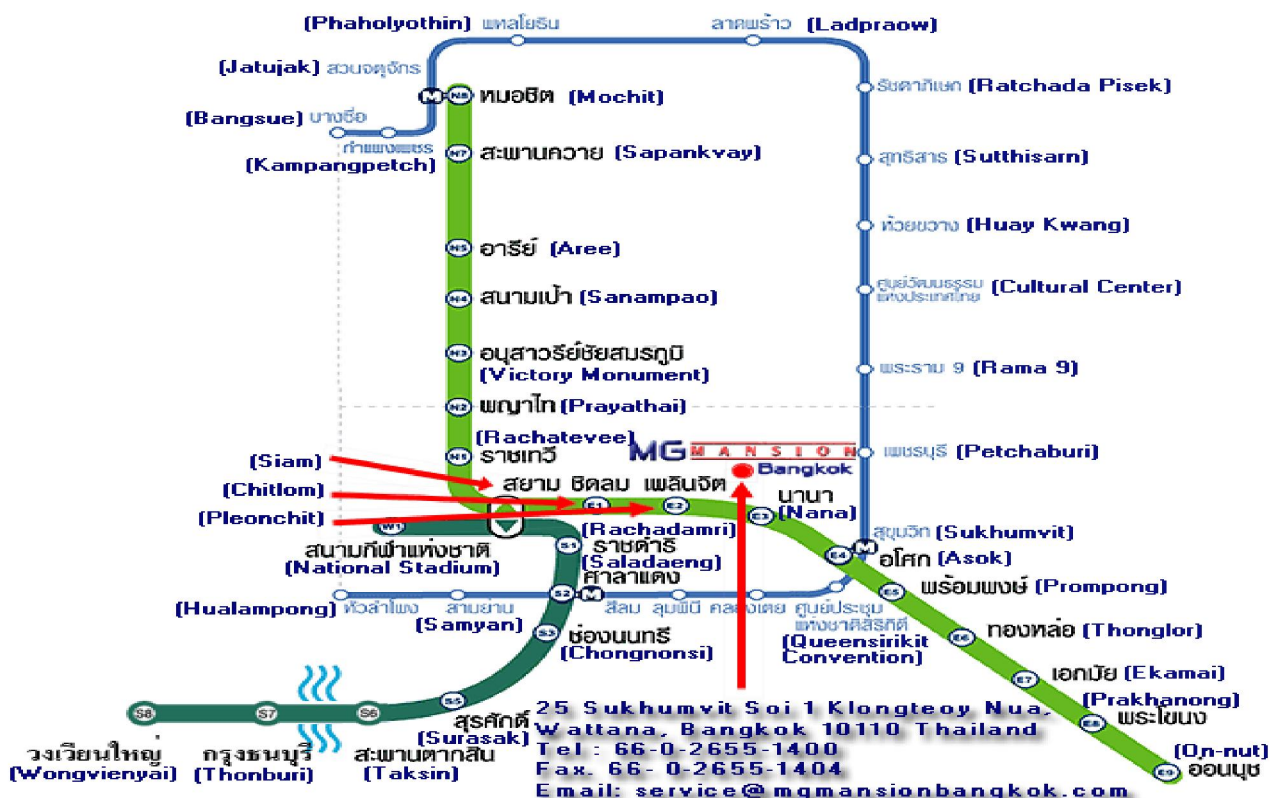 (Phaholyothin) พหลโยธิน
ลาดพร้าว (Ladpraow)
(Jatujak) สวนจตุจักร
รัชดาภิเษก (Ratchada Pisek)
M N8 หมอชิต (Mochit)
(Bangsue) บางซื่อ
กำแพงเพชร
(Kampangpetch)
N7 สะพานควาย (Sapankvay)
สุทธิสาร (Sutthisarn)
ห้วยขวาง (Huay Kwang)
N5 อารีย์ (Aree)
ศูนย์วัฒนธรรม
แห่งประเทศไทย (Cultural Center)
N4 สนามเป้า (Sanampao)
N3 อนุสาวรีย์ชัยสมรภูมิ
(Victory Monument)
พระราม 9 (Rama 9)
N2 พญาไท (Prayathai)
(Rachatevee)
N1 ราชเทวี
MG MANSION
Bangkok
เพชรบุรี (Petchaburi)
(Siam)
(Chitlom)
(Pleonchit)
สยาม ชิดลม เพลินจิต
E1 E2 E3
นานา
(Nana)
W1
สนามกีฬาแห่งชาติ
(National Stadium)
(Rachadamri)
S1 ราชดำริ
(Saladaeng)
ศาลาแดง
สุขุมวิท (Sukhumvit)
E4 M
อโศก (Asok)
E5 พร้อมพงษ์ (Prompong)
(Hualampong) หัวลำโพง
สามย่าน
(Samyan)
S2 M
สีลม ลุมพินี คลองเตย ศูนย์ประชุม
แห่งชาติสิริกิติ์
(Queensirikit
Convention)
S3 ช่องนนทรี
(Chongnonsi)
E6 ทองหล่อ (Thonglor)
E7 เอกมัย (Ekamai)
(Prakhanong)
E8 พระโขนง
(On-nut)
E9 อ่อนนุช
S8 S7 S6 S5
สุรศักดิ์
(Surasak)
วงเวียนใหญ่
(Wongvienyai)
กรุงธนบุรี
(Thonburi)
สะพานตากสิน
(Taksin)
25 Sukhumvit Soi 1 Klongteoy Nua,
Wattana, Bangkok 10110 Thailand
Tel : 66-0-2655-1400
Fax. 66- 0-2655-1404
Email: service@mgmansionbangkok.com